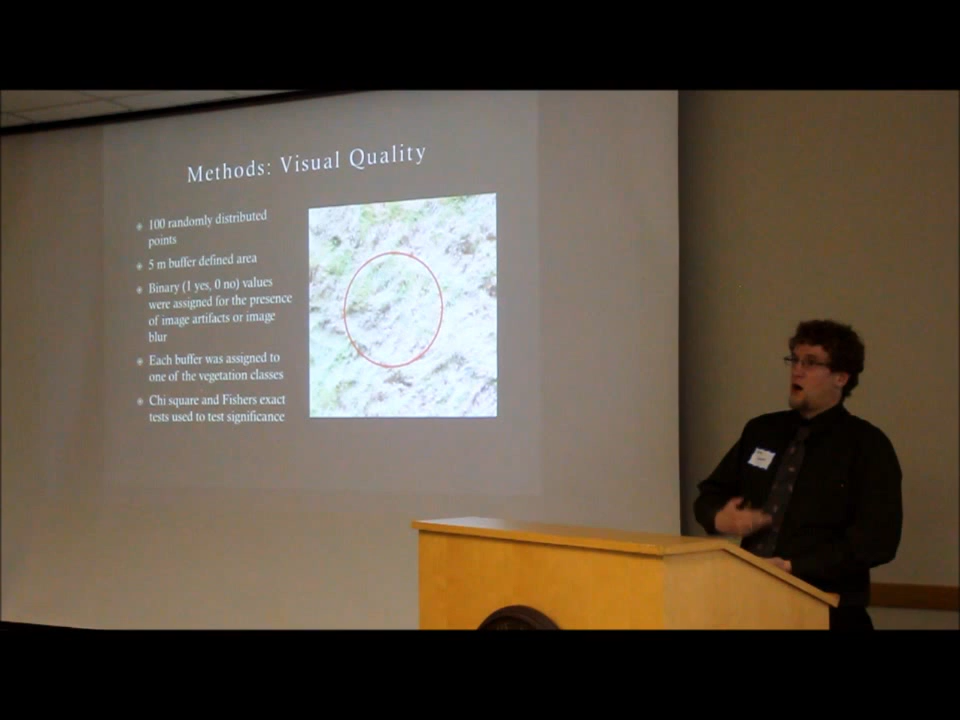 Methods: Visual Quality
100 randomly distributed
points
5 m buffer defined area
Binary (1 yes, 0 no) values
were assigned for the presence
of image artifacts or image
blur
Each buffer was assigned to
one of the vegetation classes
Chi square and Fishers exact
tests used to test significance